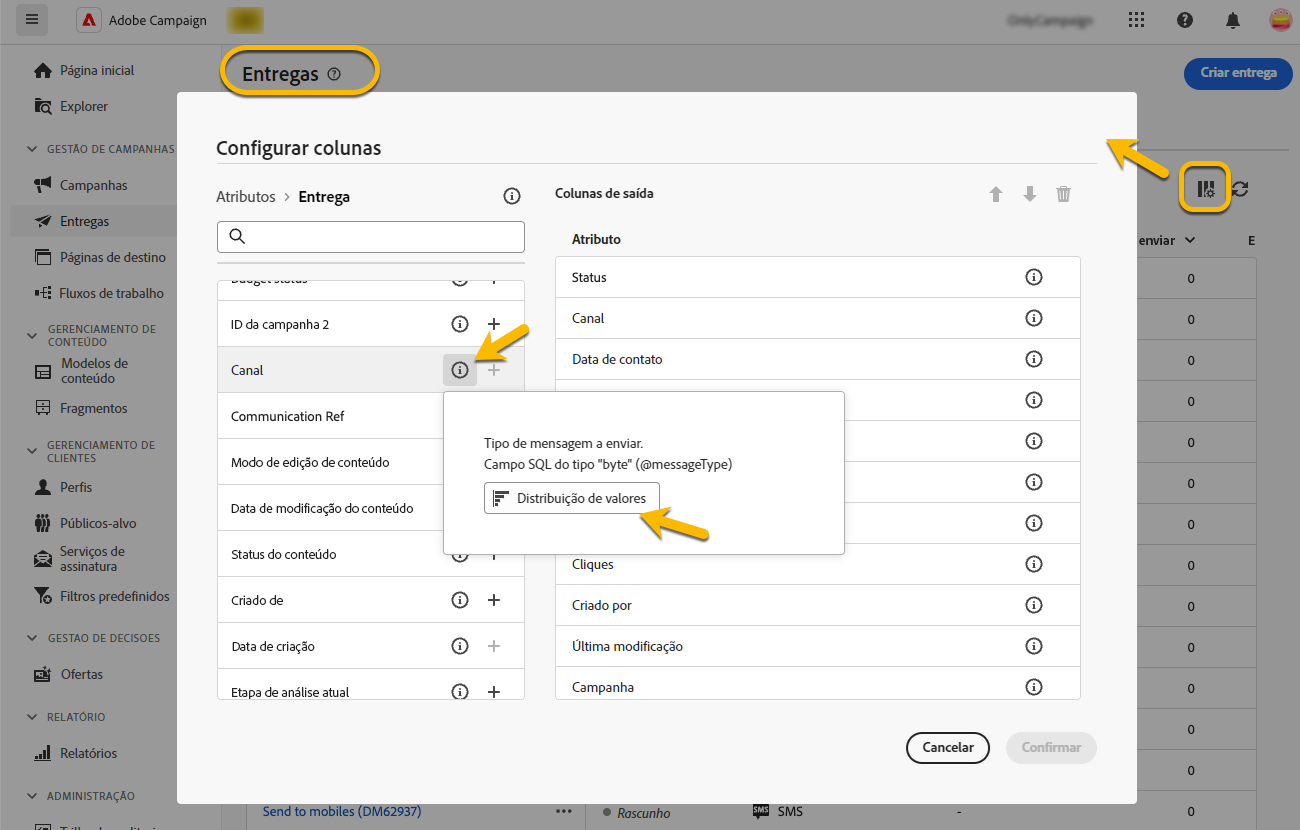 Adobe Campaign
Entregas
Criar entrega
Página inicial
Explorer
GESTÃO DE CAMPANHAS
Campanhas
Entregas
Páginas de destino
Fluxos de trabalho
GERENCIAMENTO DE
CONTEÚDO
Modelos de
conteúdo
Fragmentos
GERENCIAMENTO DE
CLIENTES
Perfis
Públicos-alvo
Serviços de
assinatura
Filtros predefinidos
GESTAO DE DECISOES
Ofertas
RELATÓRIO
Relatórios
ADMINISTRAÇÃO
Configurar colunas
Atributos > Entrega
Budget status
ID da campanha 2
Canal
Communication Ref
Modo de edição de conteúdo
Data de modificação do conteúdo
Status do conteúdo
Criado de
Data de criação
Etapa de análise atual
Tipo de mensagem a enviar.
Campo SQL do tipo "byte" (@messageType)
Distribuição de valores
Colunas de saída
Atributo
Status
Canal
Data de contato
Cliques
Criado por
Última modificação
Campanha
Cancelar
Confirmar
enviar E
0
0
0
0
0
0
0
0
0
0
0
0
0
Send to mobiles (DM62937) ••• Rascunho SMS SMS - 0